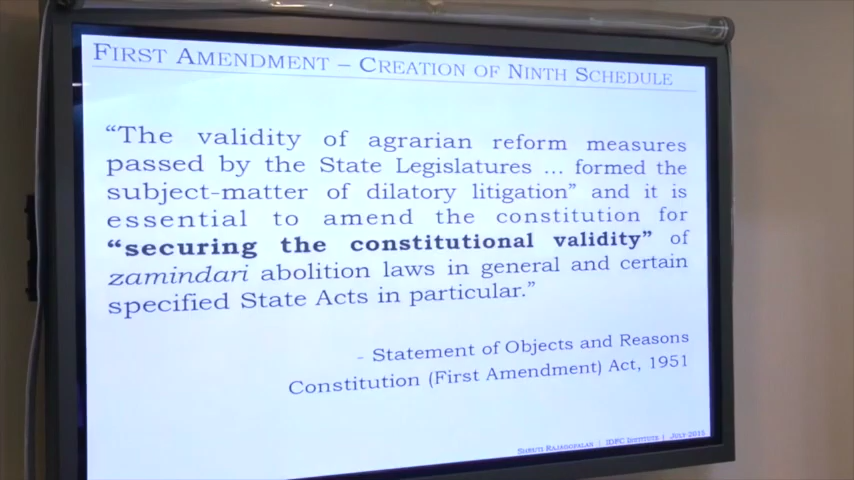 FIRST AMENDMENT – CREATION OF NINTH SCHEDULE
“The validity of agrarian reform measures
passed by the State Legislatures ... formed the
subject-matter of dilatory litigation” and it is
essential to amend the constitution for
“securing the constitutional validity” of
zamindari abolition laws in general and certain
specified State Acts in particular.”
- Statement of Objects and Reasons
Constitution (First Amendment) Act, 1951
SHRUTI RAJAGOPALAN | IDFC INSTITUTE | JULY 2015